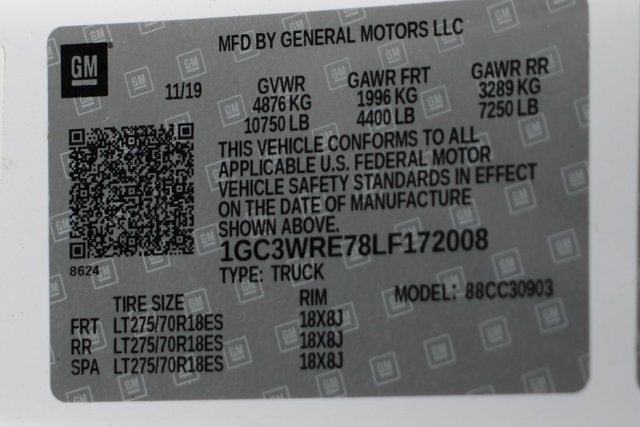 MFD BY GENERAL MOTORS LLC
GM
11/19
GVWR GAWR FRT GAWR RR
4876 KG 1996 KG 3289 KG
10750 LB 4400 LB 7250 LB
THIS VEHICLE CONFORMS TO ALL
APPLICABLE U.S. FEDERAL MOTOR
VEHICLE SAFETY STANDARDS IN EFFECT
ON THE DATE OF MANUFACTURE
SHOWN ABOVE.
1GC3WRE78LF172008
8624
TYPE: TRUCK
MODEL: 88CC30903
TIRE SIZE RIM
FRT LT275/70R18ES 18X8J
RR LT275/70R18ES 18X8J
SPA LT275/70R18ES 18X8J